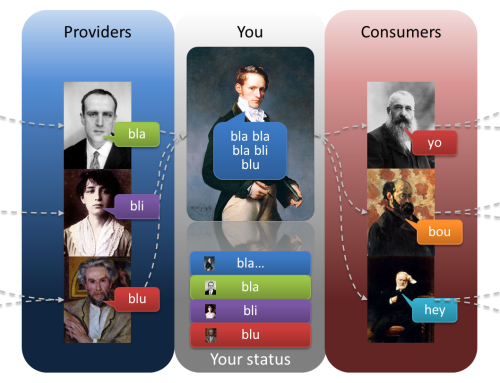 Providers
You
Consumers
bla
bla bla
bla bli
blu
yo
bli
bou
blu
hey
bla...
bla
bli
blu
Your status